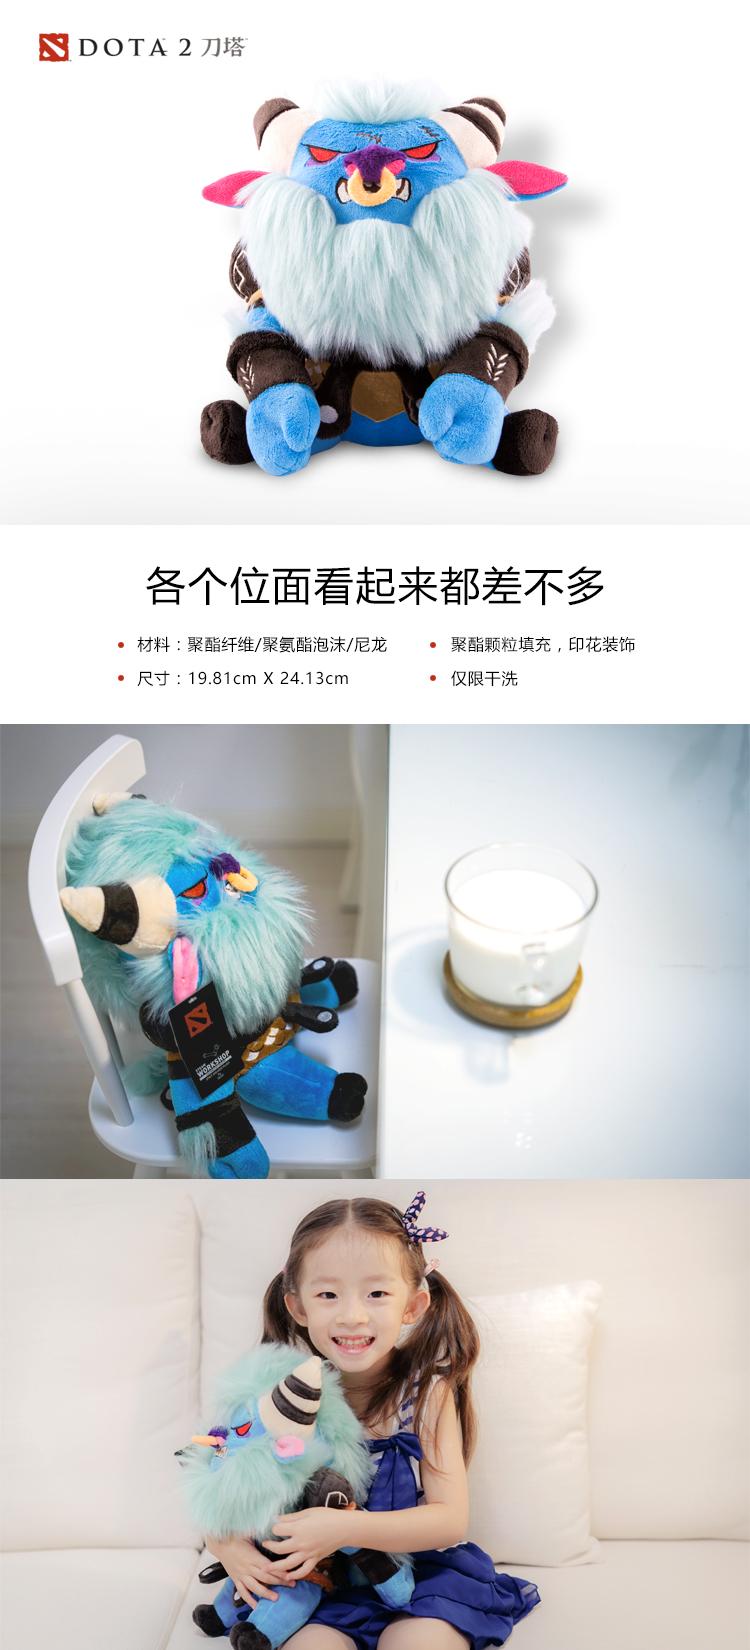 DOTA 2 刀塔
各个位面看起来都差不多
材料：聚酯纤维/聚氨酯泡沫/尼龙
聚酯颗粒填充，印花装饰
尺寸：19.81cm X 24.13cm
仅限干洗
WORKSHOP